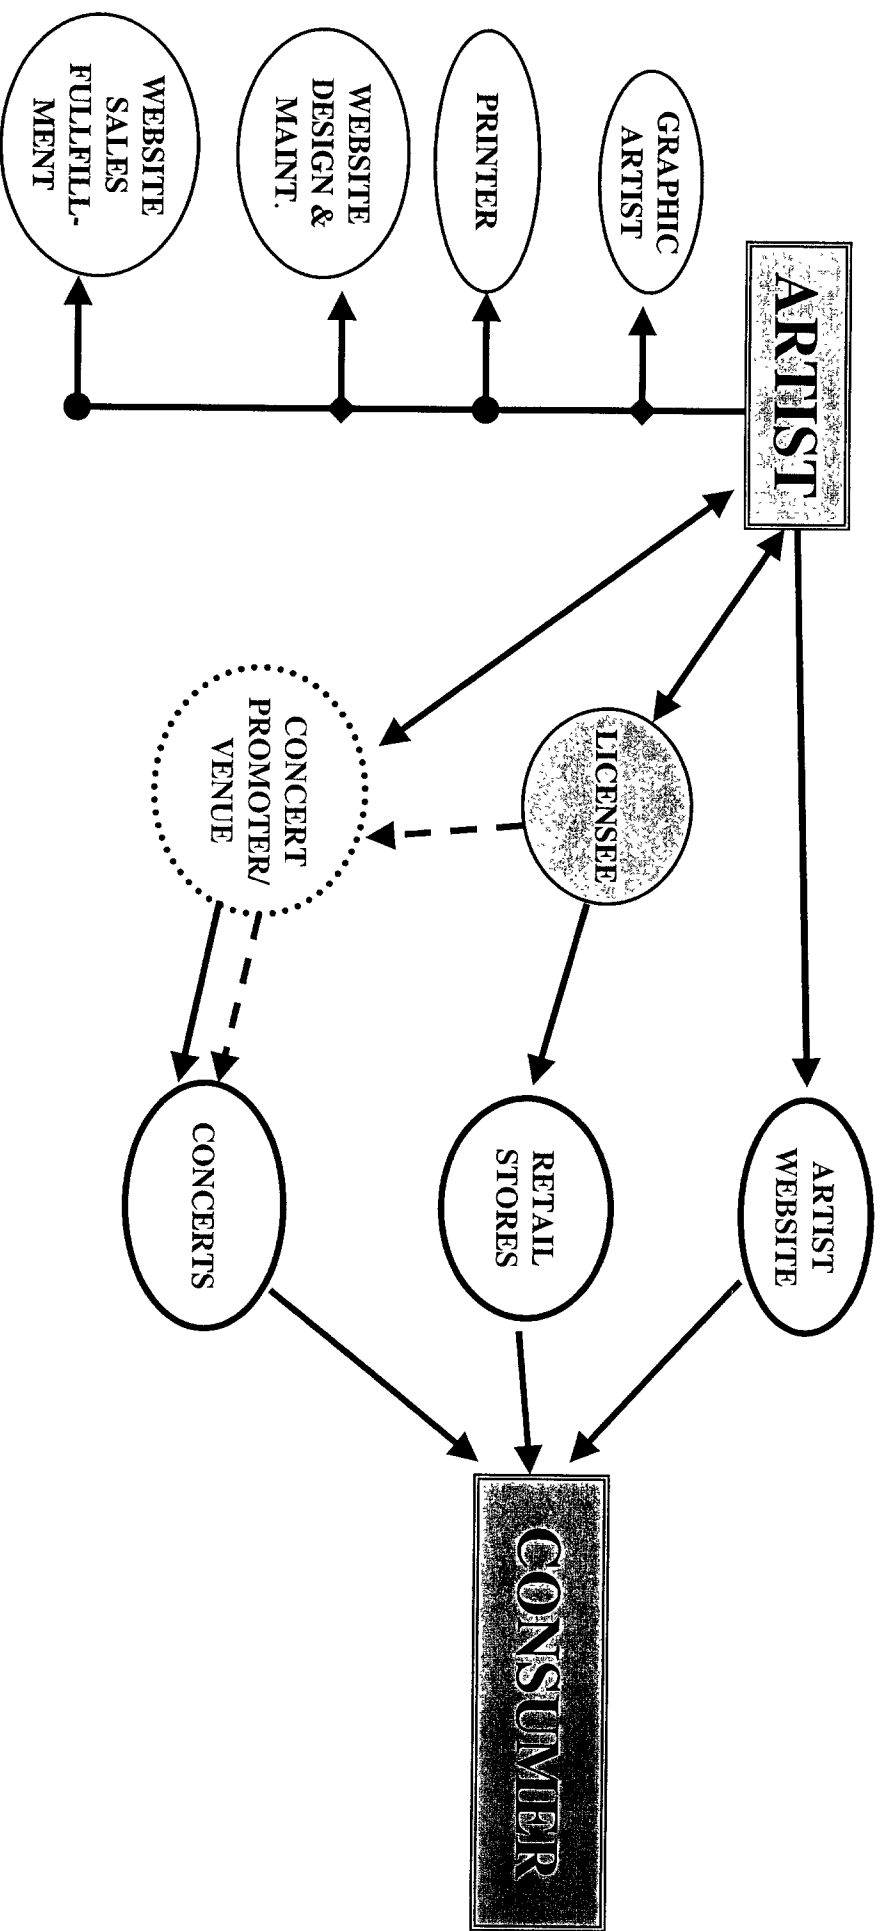 ARTIST
GRAPHIC
ARTIST
PRINTER
WEBSITE
DESIGN &
MAINT.
WEBSITE
SALES
FULLFILL-
MENT
LICENSEE
CONCERT
PROMOTER/
VENUE
ARTIST
WEBSITE
RETAIL
STORES
CONCERTS
CONSUMER